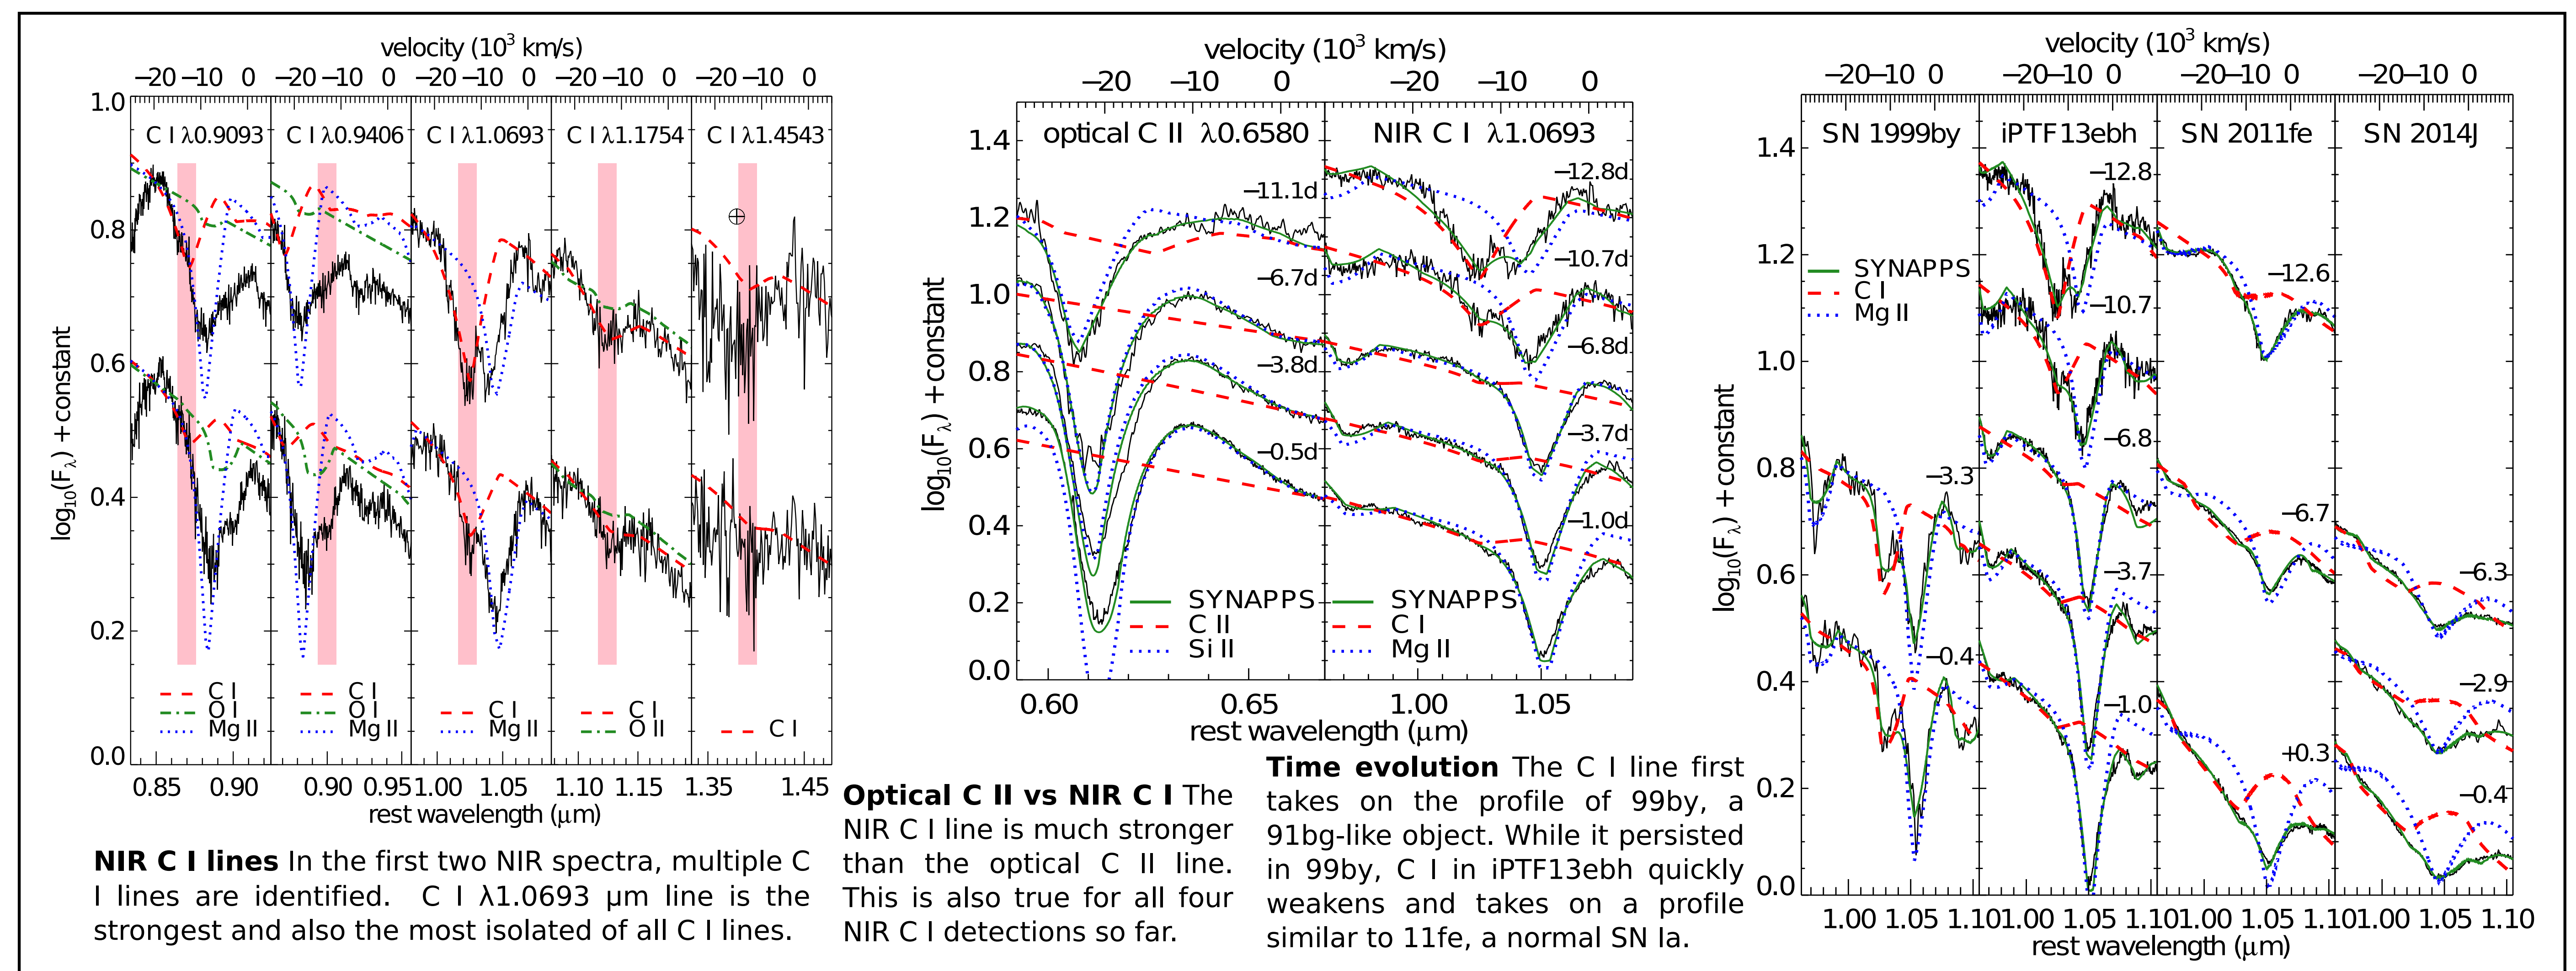 velocity (10³ km/s)
−20 −10 0 −20 −10 0 −20 −10 0 −20 −10 0 −20 −10 0
C I λ0.9093 C I λ0.9406 C I λ1.0693 C I λ1.1754 C I λ1.4543
1.0
0.8
0.6
0.4
0.2
0.0
log₁₀(Fλ) + constant
C I
O I
Mg II
C I
O I
Mg II
C I
Mg II
C I
O II
C I
0.85 0.90 0.90 0.95 1.00 1.05 1.10 1.15 1.35 1.45
rest wavelength (μm)
NIR C I lines In the first two NIR spectra, multiple C
I lines are identified. C I λ1.0693 μm line is the
strongest and also the most isolated of all C I lines.
velocity (10³ km/s)
−20 −10 0 −20 −10 0
optical C II λ0.6580 NIR C I λ1.0693
1.4
1.2
1.0
0.8
0.6
0.4
0.2
0.0
log₁₀(Fλ) + constant
−11.1d
−6.7d
−3.8d
−0.5d
−12.8d
−10.7d
−6.8d
−3.7d
−1.0d
SYNAPPS
C II
Si II
SYNAPPS
C I
Mg II
0.60 0.65 1.00 1.05
rest wavelength (μm)
Optical C II vs NIR C I The
NIR C I line is much stronger
than the optical C II line.
This is also true for all four
NIR C I detections so far.
Time evolution The C I line first
takes on the profile of 99by, a
91bg-like object. While it persisted
in 99by, C I in iPTF13ebh quickly
weakens and takes on a profile
similar to 11fe, a normal SN Ia.
velocity (10³ km/s)
−20 −10 0 −20 −10 0 −20 −10 0 −20 −10 0
SN 1999by iPTF13ebh SN 2011fe SN 2014J
1.4
1.2
1.0
0.8
0.6
0.4
0.2
0.0
log₁₀(Fλ) + constant
SYNAPPS
C I
Mg II
−3.3
−0.4
−12.8
−10.7
−6.8
−3.7
−1.0
−12.6
−6.7
+0.3
−6.3
−2.9
−0.4
1.00 1.05 1.10 1.00 1.05 1.10 1.00 1.05 1.10 1.00 1.05 1.10
rest wavelength (μm)